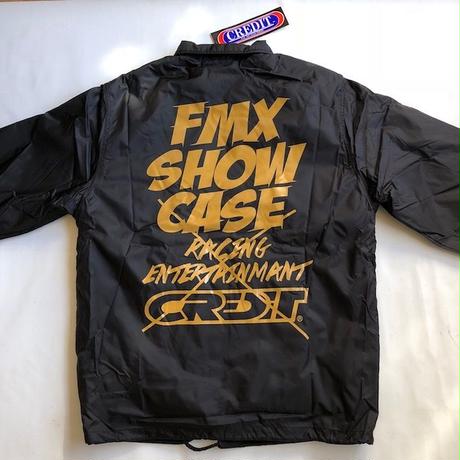 CREDIT
FMX
SHOW
CASE
RACING
ENTERTAINMANT
CREDIT®